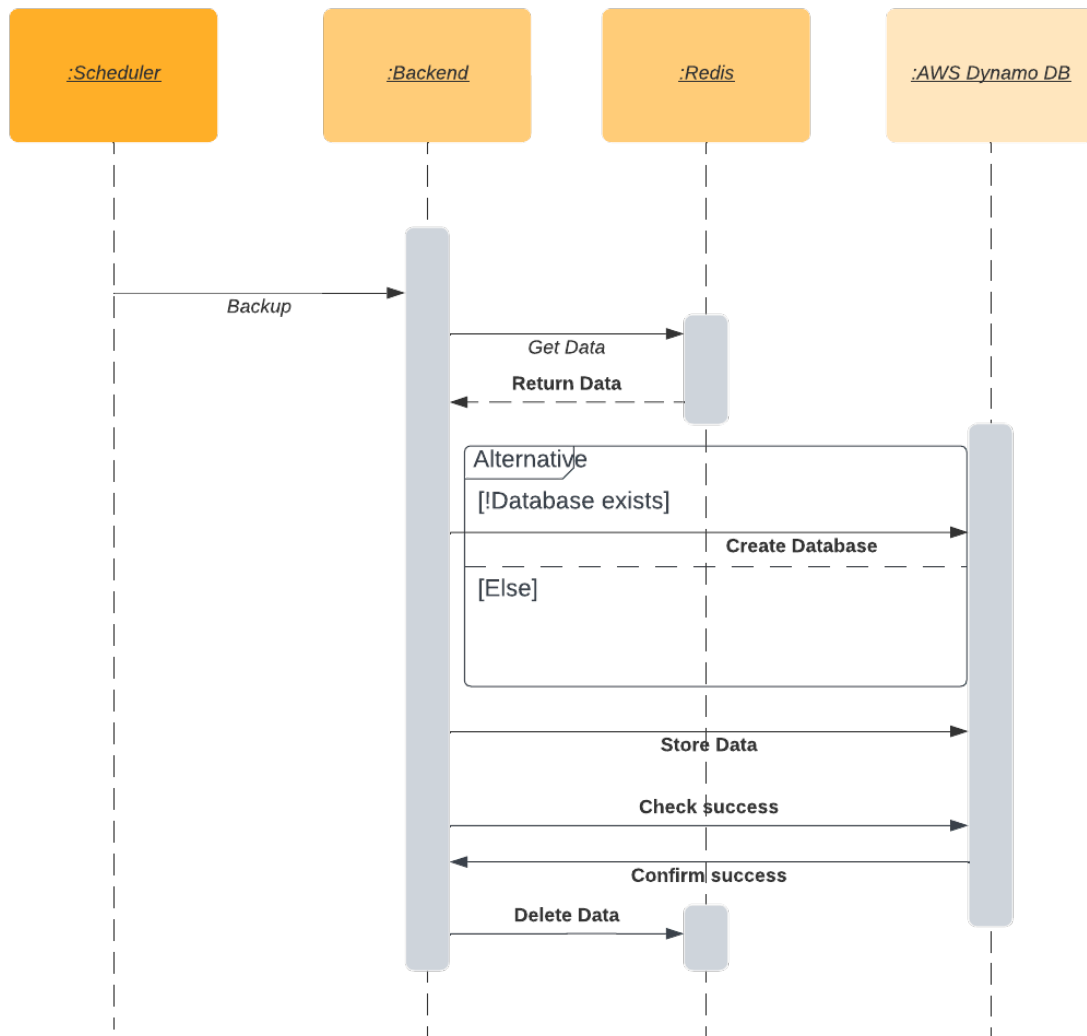 :Scheduler
:Backend
:Redis
:AWS Dynamo DB
Backup
Get Data
Return Data
Alternative
[!Database exists]
Create Database
[Else]
Store Data
Check success
Confirm success
Delete Data